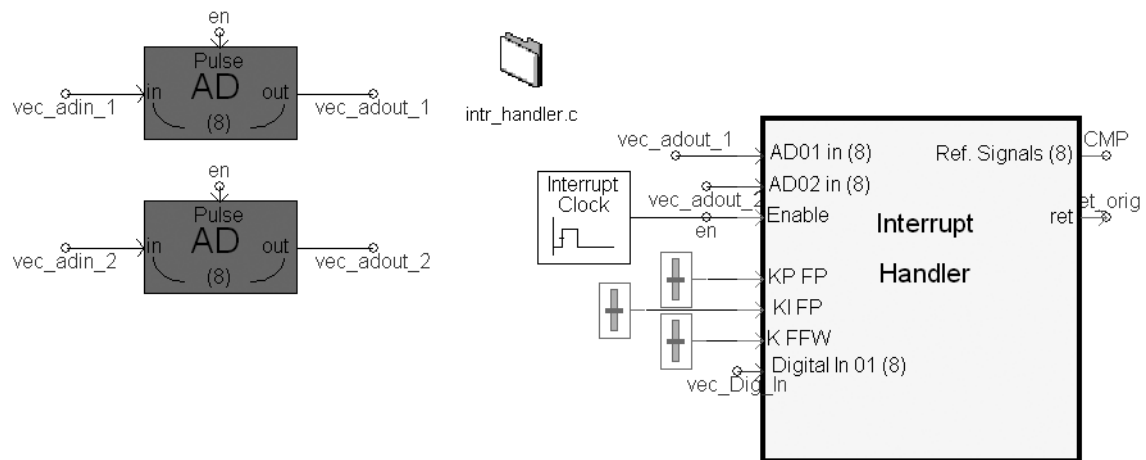 en
Pulse
AD
in
out
(8)
vec_adin_1
vec_adout_1
en
Pulse
AD
in
out
(8)
vec_adin_2
vec_adout_2
intr_handler.c
Interrupt
Clock
vec_adout_1
vec_adout_2
en
vec_Dig_In
AD01 in (8)
AD02 in (8)
Enable
KP FP
KI FP
K FFW
Digital In 01 (8)
Interrupt
Handler
Ref. Signals (8)
ret
CMP
et_orig